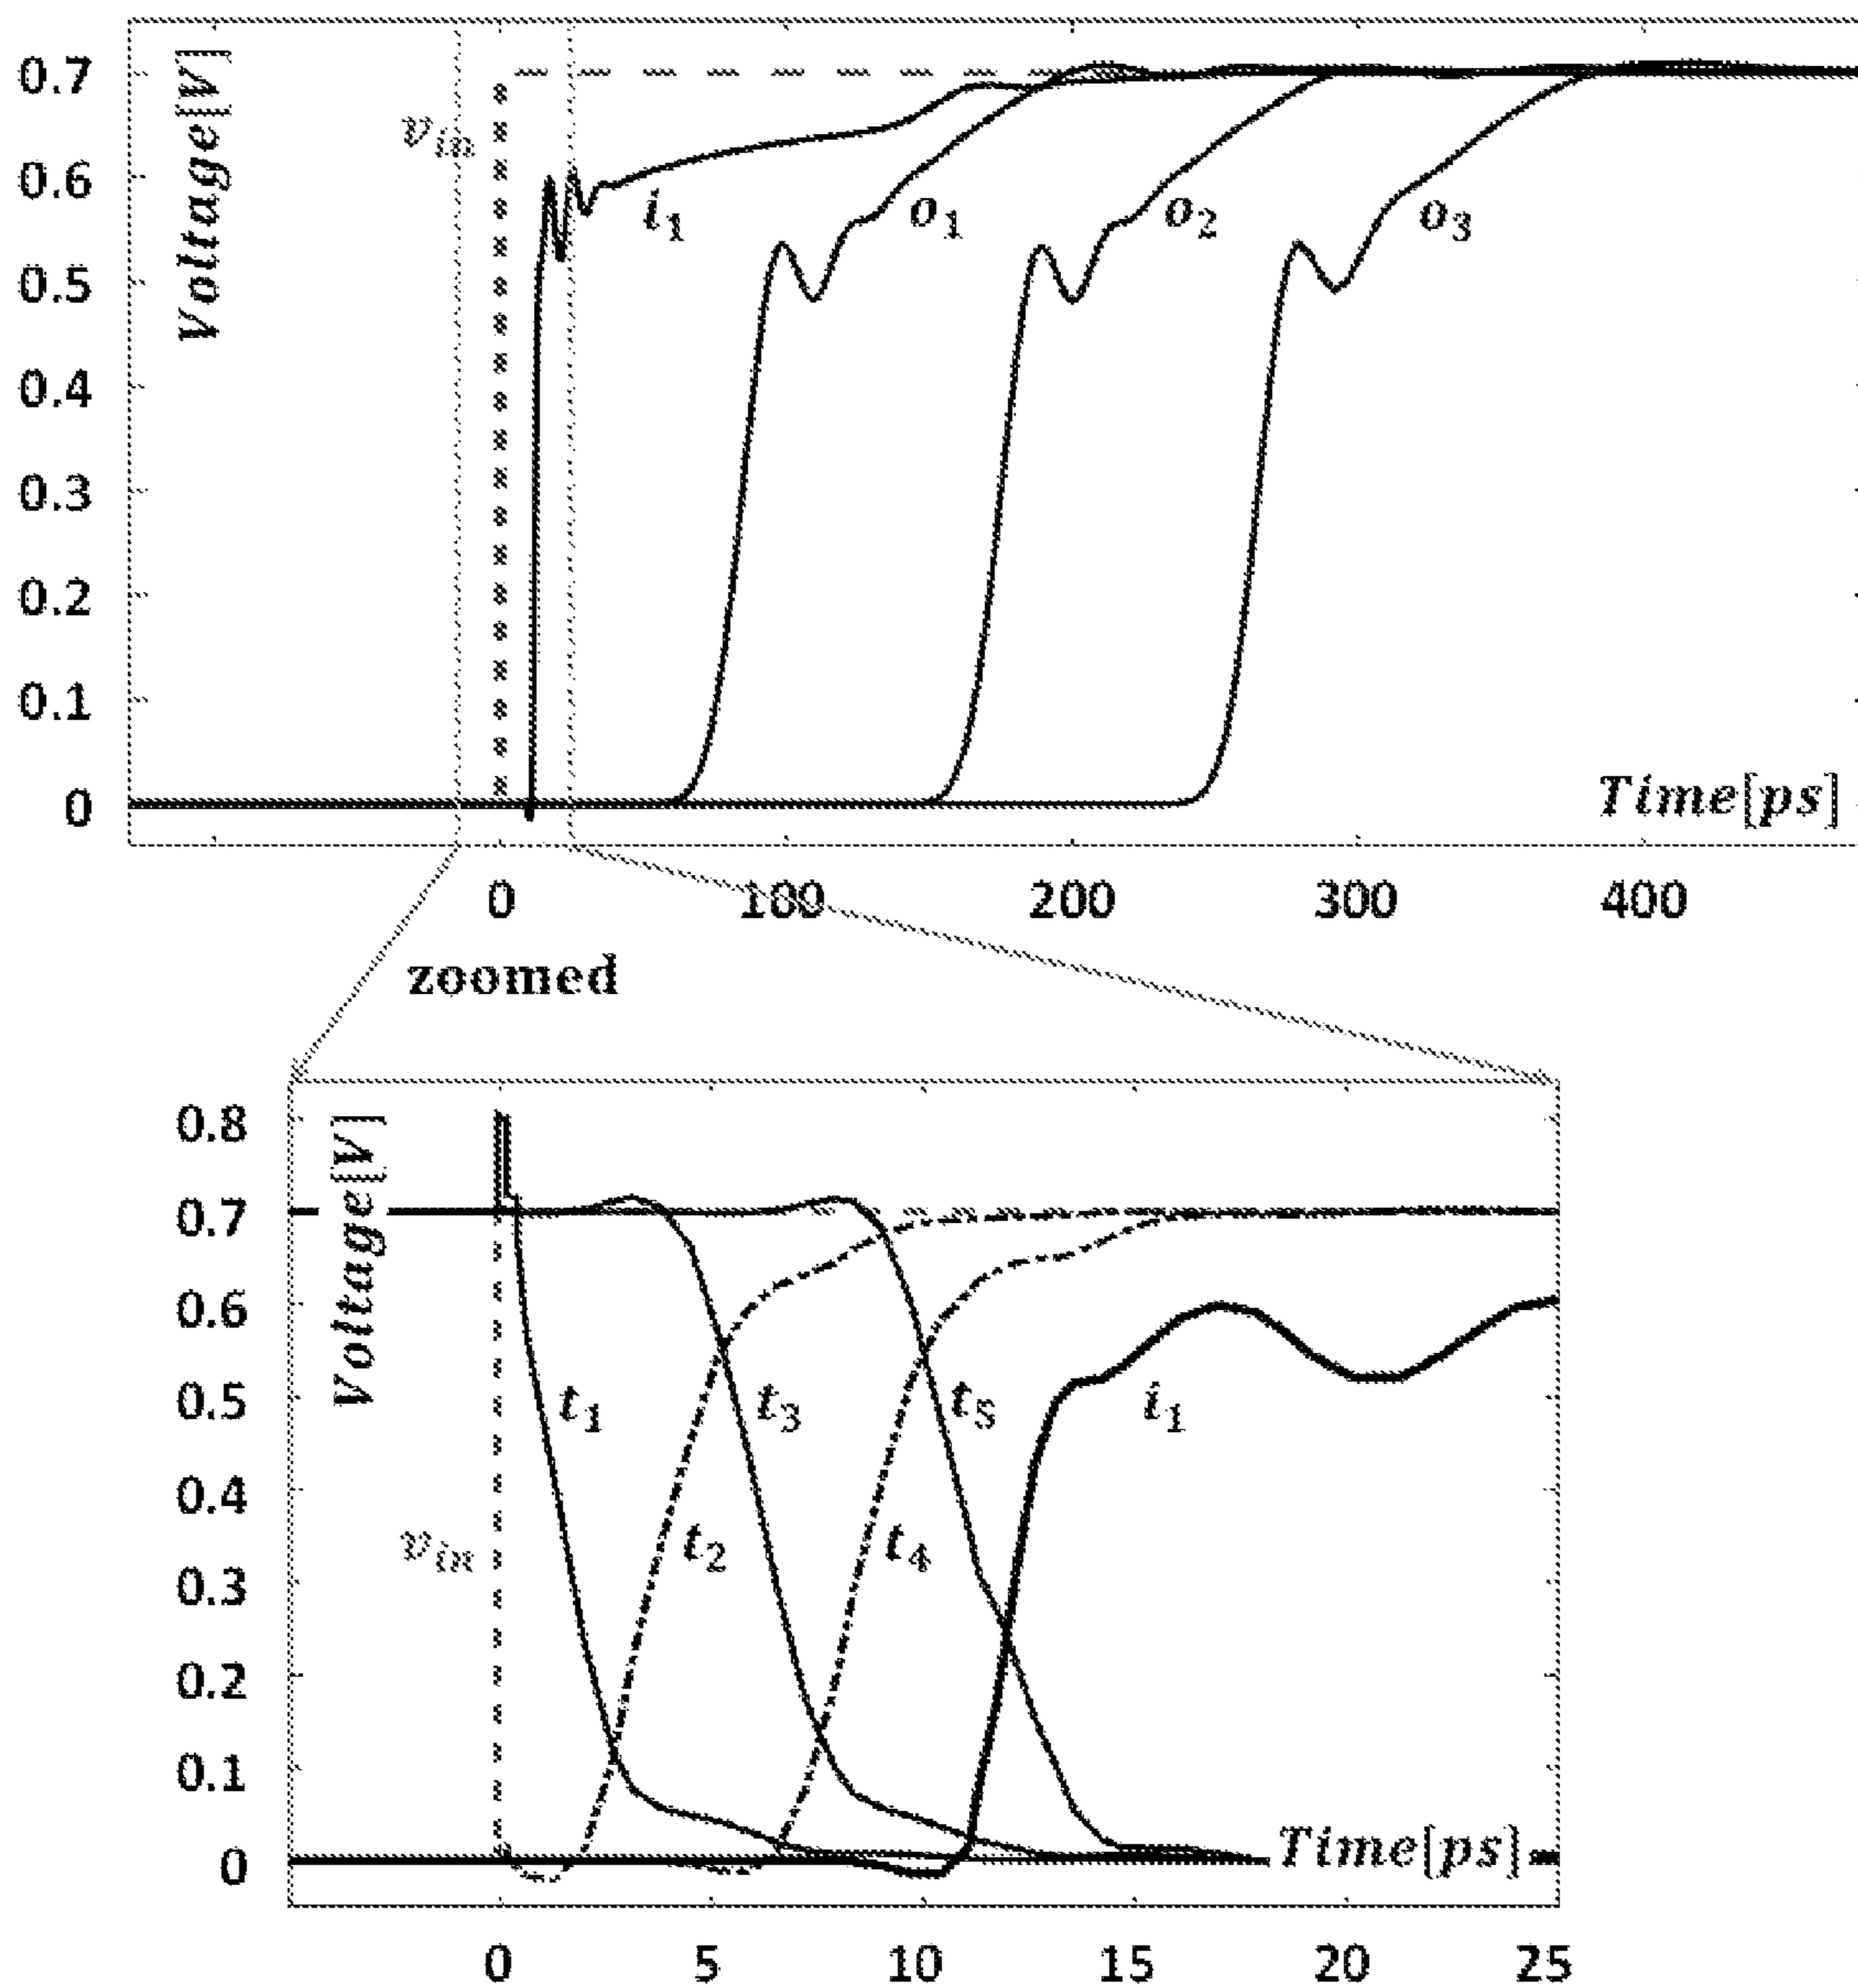 Voltage[V]
0.7
0.6
0.5
0.4
0.3
0.2
0.1
0
v_in
i_1
o_1
o_2
o_3
Time[ps]
0 100 200 300 400
zoomed
Voltage[V]
0.8
0.7
0.6
0.5
0.4
0.3
0.2
0.1
0
t_1
t_3
t_5
i_1
v_in
t_2
t_4
Time[ps]
0 5 10 15 20 25